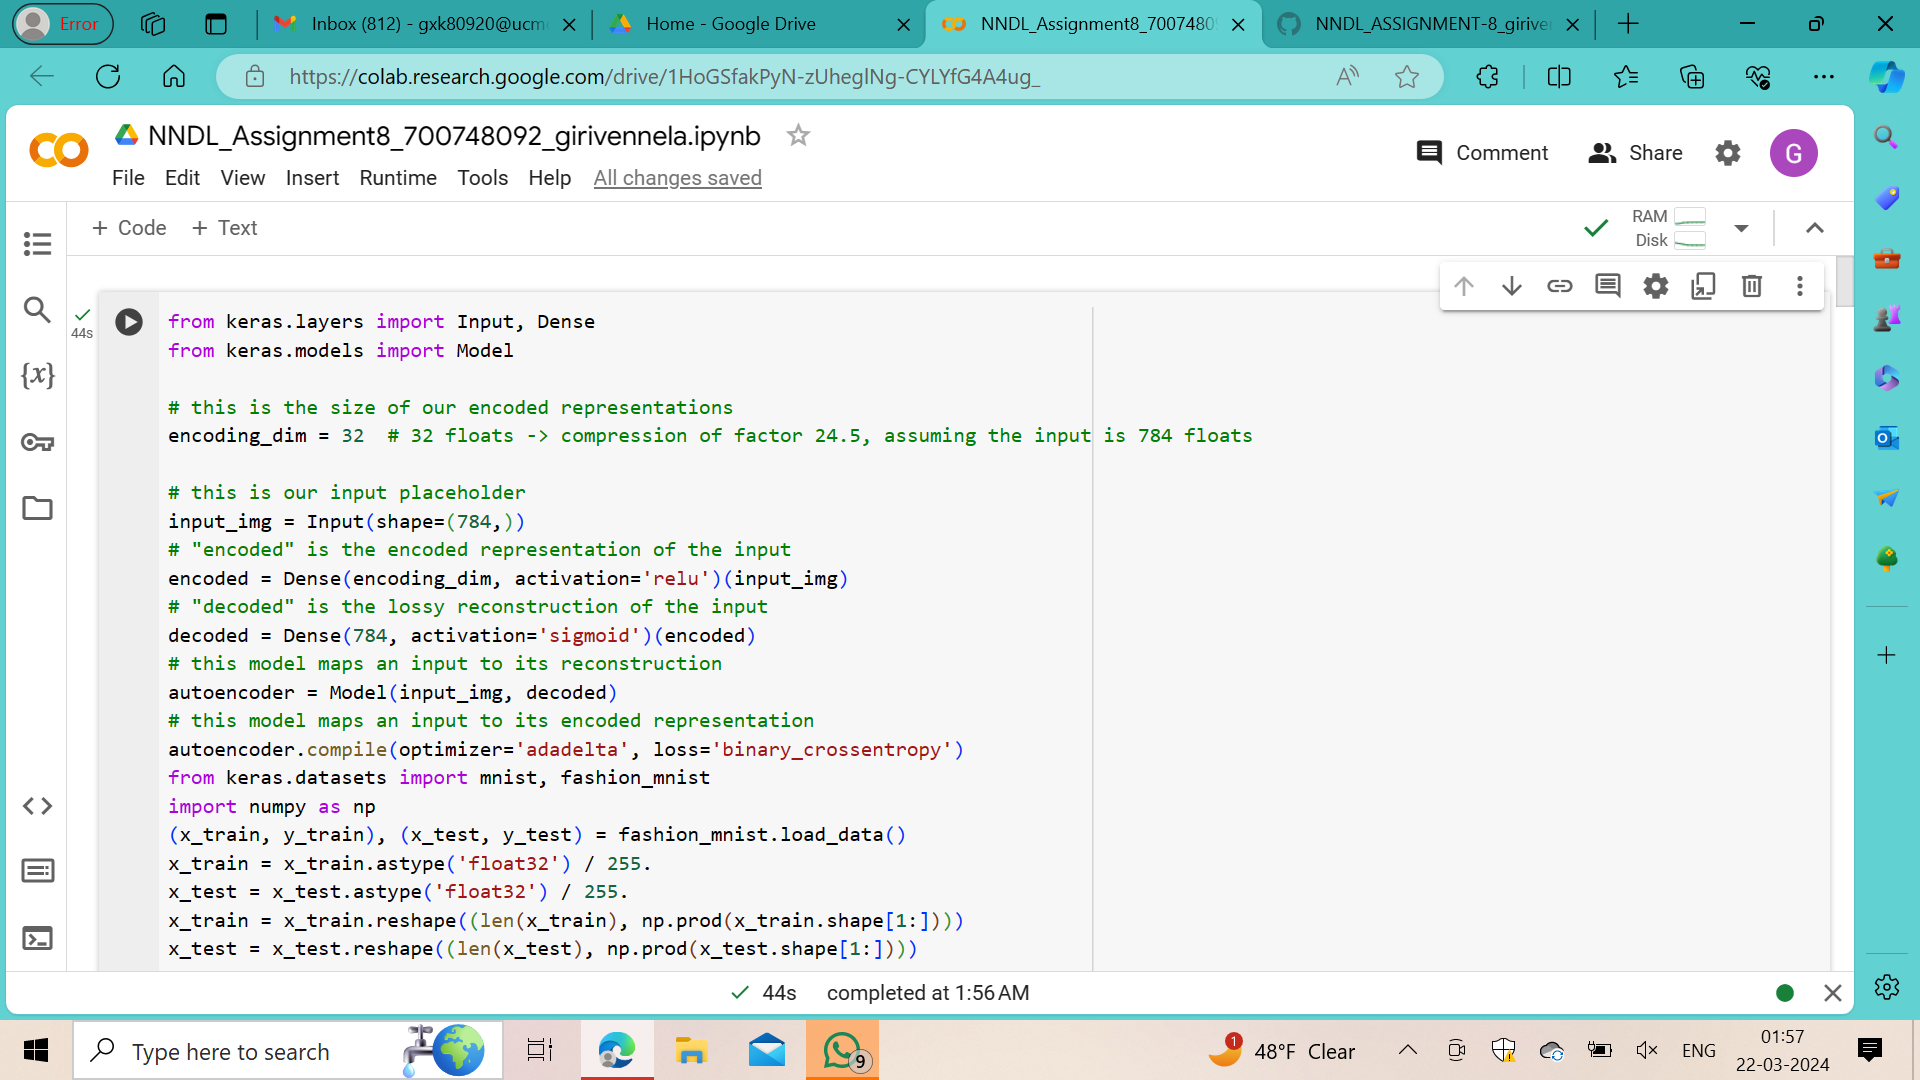 Error
Inbox (812) - gxk80920@ucm
Home - Google Drive
NNDL_Assignment8_70074809
NNDL_ASSIGNMENT-8_giriven
https://colab.research.google.com/drive/1HoGSfakPyN-zUheglNg-CYLYfG4A4ug_
NNDL_Assignment8_700748092_girivennela.ipynb
Comment
Share
G
File Edit View Insert Runtime Tools Help All changes saved
+ Code + Text
RAM
Disk
44s
from keras.layers import Input, Dense
from keras.models import Model
# this is the size of our encoded representations
encoding_dim = 32  # 32 floats -> compression of factor 24.5, assuming the input is 784 floats
# this is our input placeholder
input_img = Input(shape=(784,))
# "encoded" is the encoded representation of the input
encoded = Dense(encoding_dim, activation='relu')(input_img)
# "decoded" is the lossy reconstruction of the input
decoded = Dense(784, activation='sigmoid')(encoded)
# this model maps an input to its reconstruction
autoencoder = Model(input_img, decoded)
# this model maps an input to its encoded representation
autoencoder.compile(optimizer='adadelta', loss='binary_crossentropy')
from keras.datasets import mnist, fashion_mnist
import numpy as np
(x_train, y_train), (x_test, y_test) = fashion_mnist.load_data()
x_train = x_train.astype('float32') / 255.
x_test = x_test.astype('float32') / 255.
x_train = x_train.reshape((len(x_train), np.prod(x_train.shape[1:])))
x_test = x_test.reshape((len(x_test), np.prod(x_test.shape[1:])))
44s completed at 1:56 AM
Type here to search
9
1
48°F Clear
ENG
01:57
22-03-2024